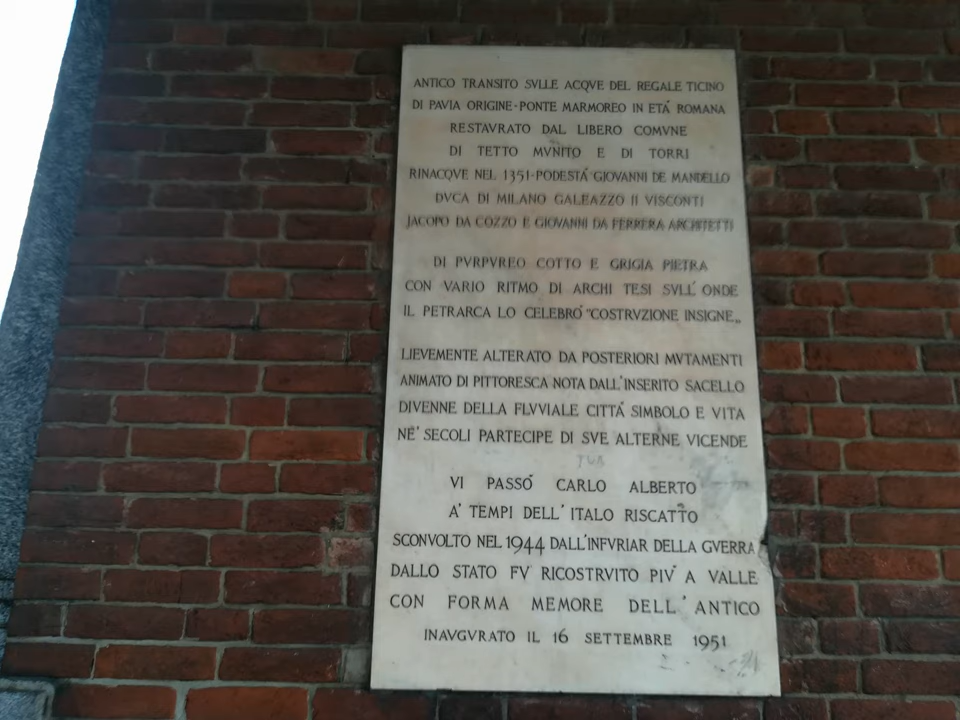 ANTICO TRANSITO SVLLE ACQVE DEL REGALE TICINO
DI PAVIA ORIGINE·PONTE MARMOREO IN ETÁ ROMANA
RESTAVRATO DAL LIBERO COMVNE
DI TETTO MVNITO E DI TORRI
RINACQVE NEL 1351·PODESTÁ GIOVANNI DE MANDELLO
DVCA DI MILANO GALEAZZO II VISCONTI
JACOPO DA COZZO E GIOVANNI DA FERRERA ARCHITETTI
DI PVRPVREO COTTO E GRIGIA PIETRA
CON VARIO RITMO DI ARCHI TESI SVLL'ONDE
IL PETRARCA LO CELEBRO' "COSTRVZIONE INSIGNE„
LIEVEMENTE ALTERATO DA POSTERIORI MVTAMENTI
ANIMATO DI PITTORESCA NOTA DALL'INSERITO SACELLO
DIVENNE DELLA FLVVIALE CITTÁ SIMBOLO E VITA
NE' SECOLI PARTECIPE DI SVE ALTERNE VICENDE
VI PASSO' CARLO ALBERTO
A' TEMPI DELL'ITALO RISCATTO
SCONVOLTO NEL 1944 DALL'INFVRIAR DELLA GVERRA
DALLO STATO FV RICOSTRVITO PIV' A VALLE
CON FORMA MEMORE DELL'ANTICO
INAVGVRATO IL 16 SETTEMBRE 1951